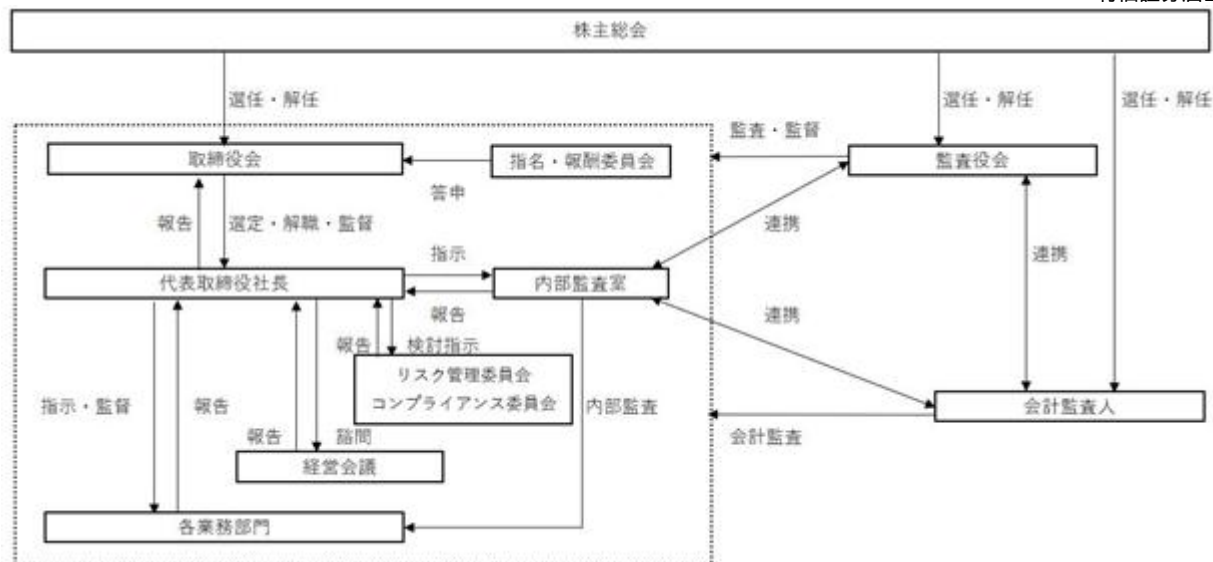 株主総会
選任・解任
選任・解任
選任・解任
監査・監督
取締役会
指名・報酬委員会
監査役会
答申
報告
選定・解職・監督
連携
指示
連携
代表取締役社長
内部監査室
報告
連携
報告
検討指示
リスク管理委員会
コンプライアンス委員会
指示・監督
報告
内部監査
会計監査人
報告
諮問
会計監査
経営会議
各業務部門